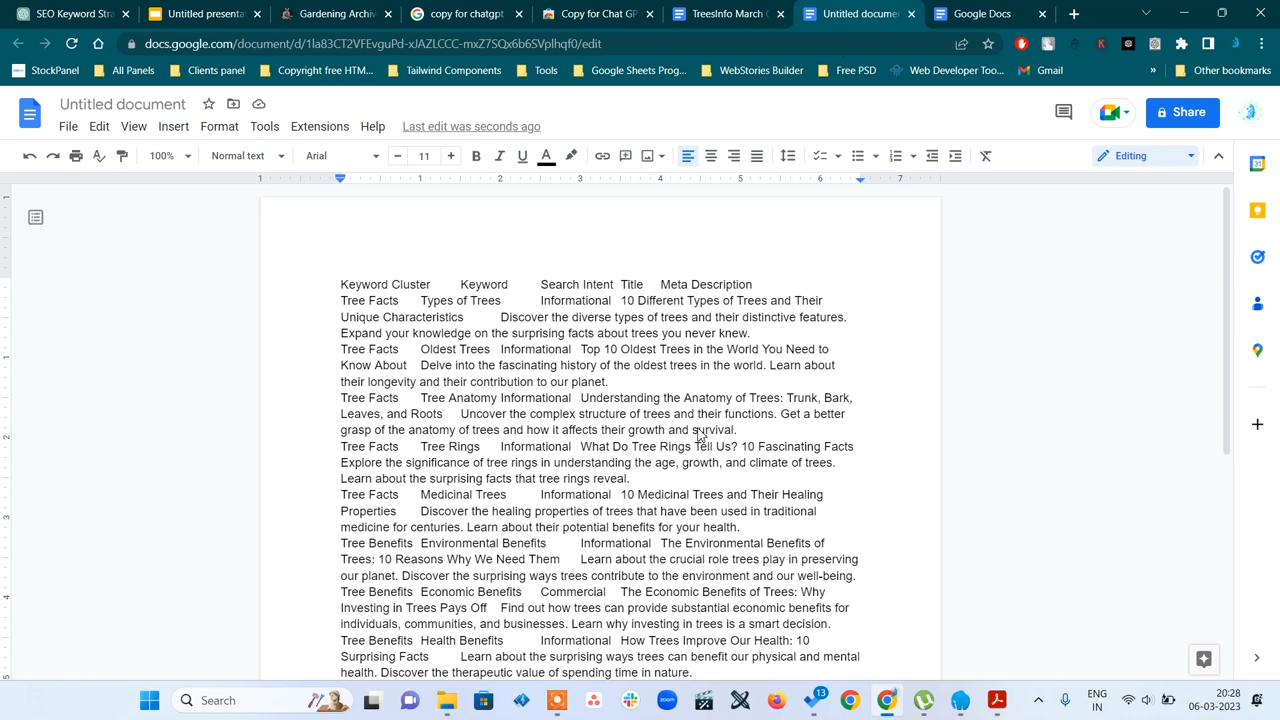 SEO Keyword Stra
Untitled presentat
Gardening Archive
copy for chatgpt
Copy for Chat GP
TreesInfo March C
Untitled documen
Google Docs
docs.google.com/document/d/1la83CT2VFEvguPd-xJAZLCCC-mxZ7SQx6b6SVplhqf0/edit
StockPanel
All Panels
Clients panel
Copyright free HTM...
Tailwind Components
Tools
Google Sheets Prog...
WebStories Builder
Free PSD
Web Developer Too...
Gmail
»
Other bookmarks
Untitled document
Share
File Edit View Insert Format Tools Extensions Help Last edit was seconds ago
100% Normal text Arial 11 B I U A Editing
1 1 2 3 4 5 6 7
Keyword Cluster Keyword Search Intent Title Meta Description
Tree Facts Types of Trees Informational 10 Different Types of Trees and Their
Unique Characteristics Discover the diverse types of trees and their distinctive features.
Expand your knowledge on the surprising facts about trees you never knew.
Tree Facts Oldest Trees Informational Top 10 Oldest Trees in the World You Need to
Know About Delve into the fascinating history of the oldest trees in the world. Learn about
their longevity and their contribution to our planet.
Tree Facts Tree Anatomy Informational Understanding the Anatomy of Trees: Trunk, Bark,
Leaves, and Roots Uncover the complex structure of trees and their functions. Get a better
grasp of the anatomy of trees and how it affects their growth and survival.
Tree Facts Tree Rings Informational What Do Tree Rings Tell Us? 10 Fascinating Facts
Explore the significance of tree rings in understanding the age, growth, and climate of trees.
Learn about the surprising facts that tree rings reveal.
Tree Facts Medicinal Trees Informational 10 Medicinal Trees and Their Healing
Properties Discover the healing properties of trees that have been used in traditional
medicine for centuries. Learn about their potential benefits for your health.
Tree Benefits Environmental Benefits Informational The Environmental Benefits of
Trees: 10 Reasons Why We Need Them Learn about the crucial role trees play in preserving
our planet. Discover the surprising ways trees contribute to the environment and our well-being.
Tree Benefits Economic Benefits Commercial The Economic Benefits of Trees: Why
Investing in Trees Pays Off Find out how trees can provide substantial economic benefits for
individuals, communities, and businesses. Learn why investing in trees is a smart decision.
Tree Benefits Health Benefits Informational How Trees Improve Our Health: 10
Surprising Facts Learn about the surprising ways trees can benefit our physical and mental
health. Discover the therapeutic value of spending time in nature.
1
1
2
3
4
5
31
Search
zoom
13
ENG
IN
20:28
06-03-2023